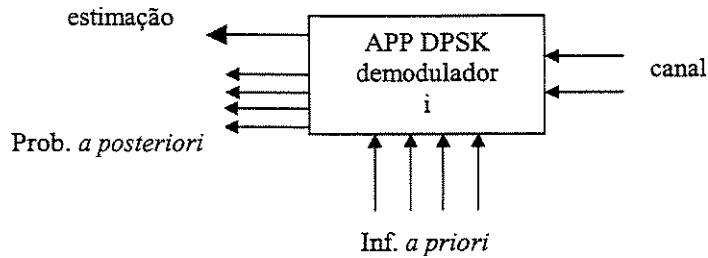 estimação
APP DPSK
demodulador
i
canal
Prob. a posteriori
Inf. a priori